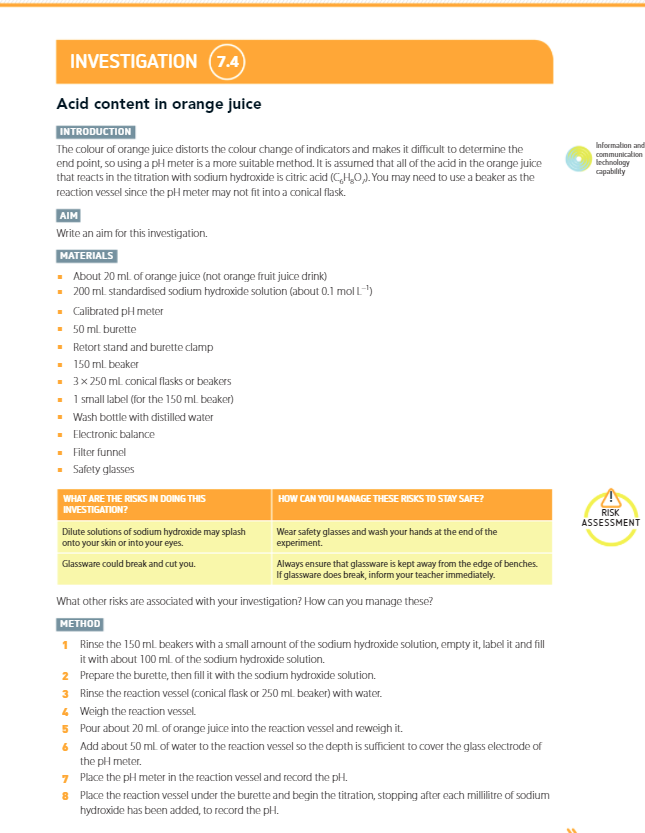 INVESTIGATION 7.4
Acid content in orange juice
INTRODUCTION
The colour of orange juice distorts the colour change of indicators and makes it difficult to determine the
end point, so using a pH meter is a more suitable method. It is assumed that all of the acid in the orange juice
that reacts in the titration with sodium hydroxide is citric acid (C₆H₈O₇). You may need to use a beaker as the
reaction vessel since the pH meter may not fit into a conical flask.
Information and
communication
technology
capability
AIM
Write an aim for this investigation.
MATERIALS
▪ About 20 mL of orange juice (not orange fruit juice drink)
▪ 200 mL standardised sodium hydroxide solution (about 0.1 mol L⁻¹)
▪ Calibrated pH meter
▪ 50 mL burette
▪ Retort stand and burette clamp
▪ 150 mL beaker
▪ 3 × 250 mL conical flasks or beakers
▪ 1 small label (for the 150 mL beaker)
▪ Wash bottle with distilled water
▪ Electronic balance
▪ Filter funnel
▪ Safety glasses
WHAT ARE THE RISKS IN DOING THIS
INVESTIGATION?
HOW CAN YOU MANAGE THESE RISKS TO STAY SAFE?
Dilute solutions of sodium hydroxide may splash
onto your skin or into your eyes.
Wear safety glasses and wash your hands at the end of the
experiment.
Glassware could break and cut you.
Always ensure that glassware is kept away from the edge of benches.
If glassware does break, inform your teacher immediately.
!
RISK
ASSESSMENT
What other risks are associated with your investigation? How can you manage these?
METHOD
1 Rinse the 150 mL beakers with a small amount of the sodium hydroxide solution, empty it, label it and fill
it with about 100 mL of the sodium hydroxide solution.
2 Prepare the burette, then fill it with the sodium hydroxide solution.
3 Rinse the reaction vessel (conical flask or 250 mL beaker) with water.
4 Weigh the reaction vessel.
5 Pour about 20 mL of orange juice into the reaction vessel and reweigh it.
6 Add about 50 mL of water to the reaction vessel so the depth is sufficient to cover the glass electrode of
the pH meter.
7 Place the pH meter in the reaction vessel and record the pH.
8 Place the reaction vessel under the burette and begin the titration, stopping after each millilitre of sodium
hydroxide has been added, to record the pH.
»